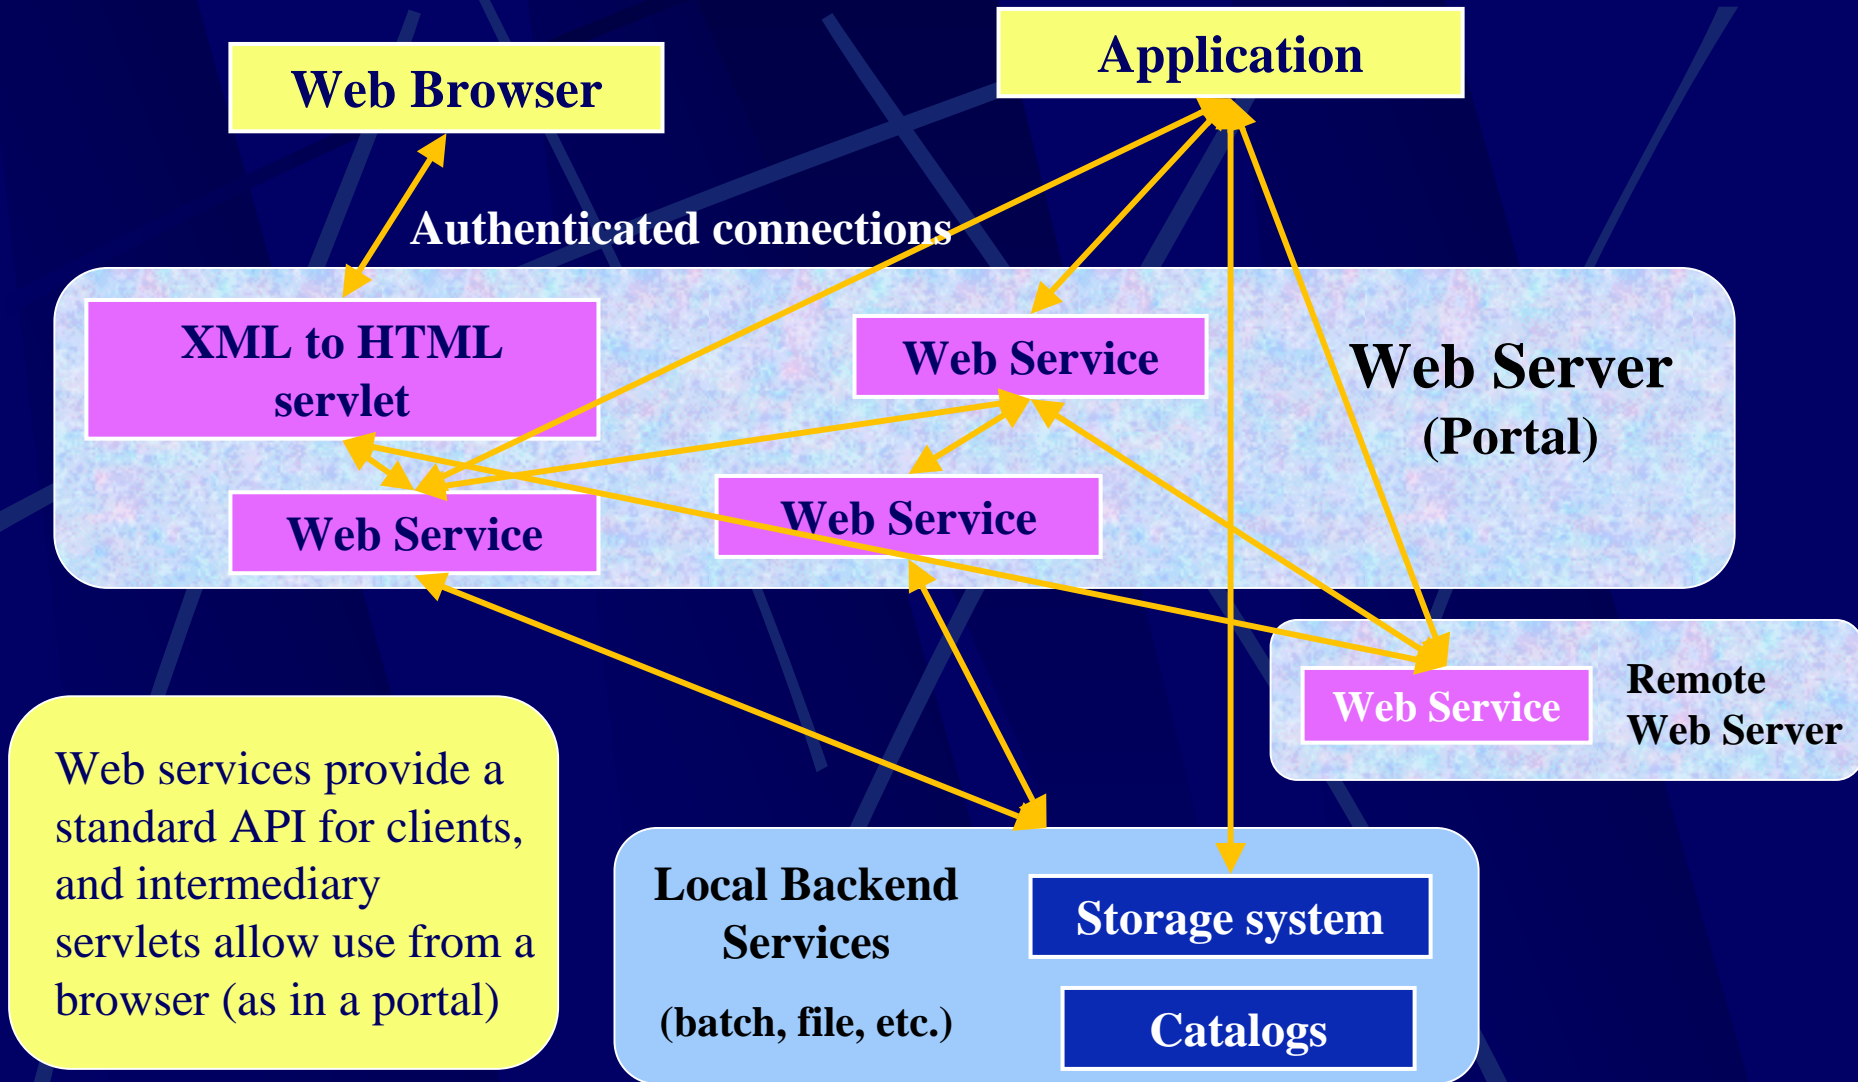 Web Browser
Application
Authenticated connections
XML to HTML
servlet
Web Service
Web Server
(Portal)
Web Service
Web Service
Web Service
Remote
Web Server
Web services provide a
standard API for clients,
and intermediary
servlets allow use from a
browser (as in a portal)
Local Backend
Services
(batch, file, etc.)
Storage system
Catalogs